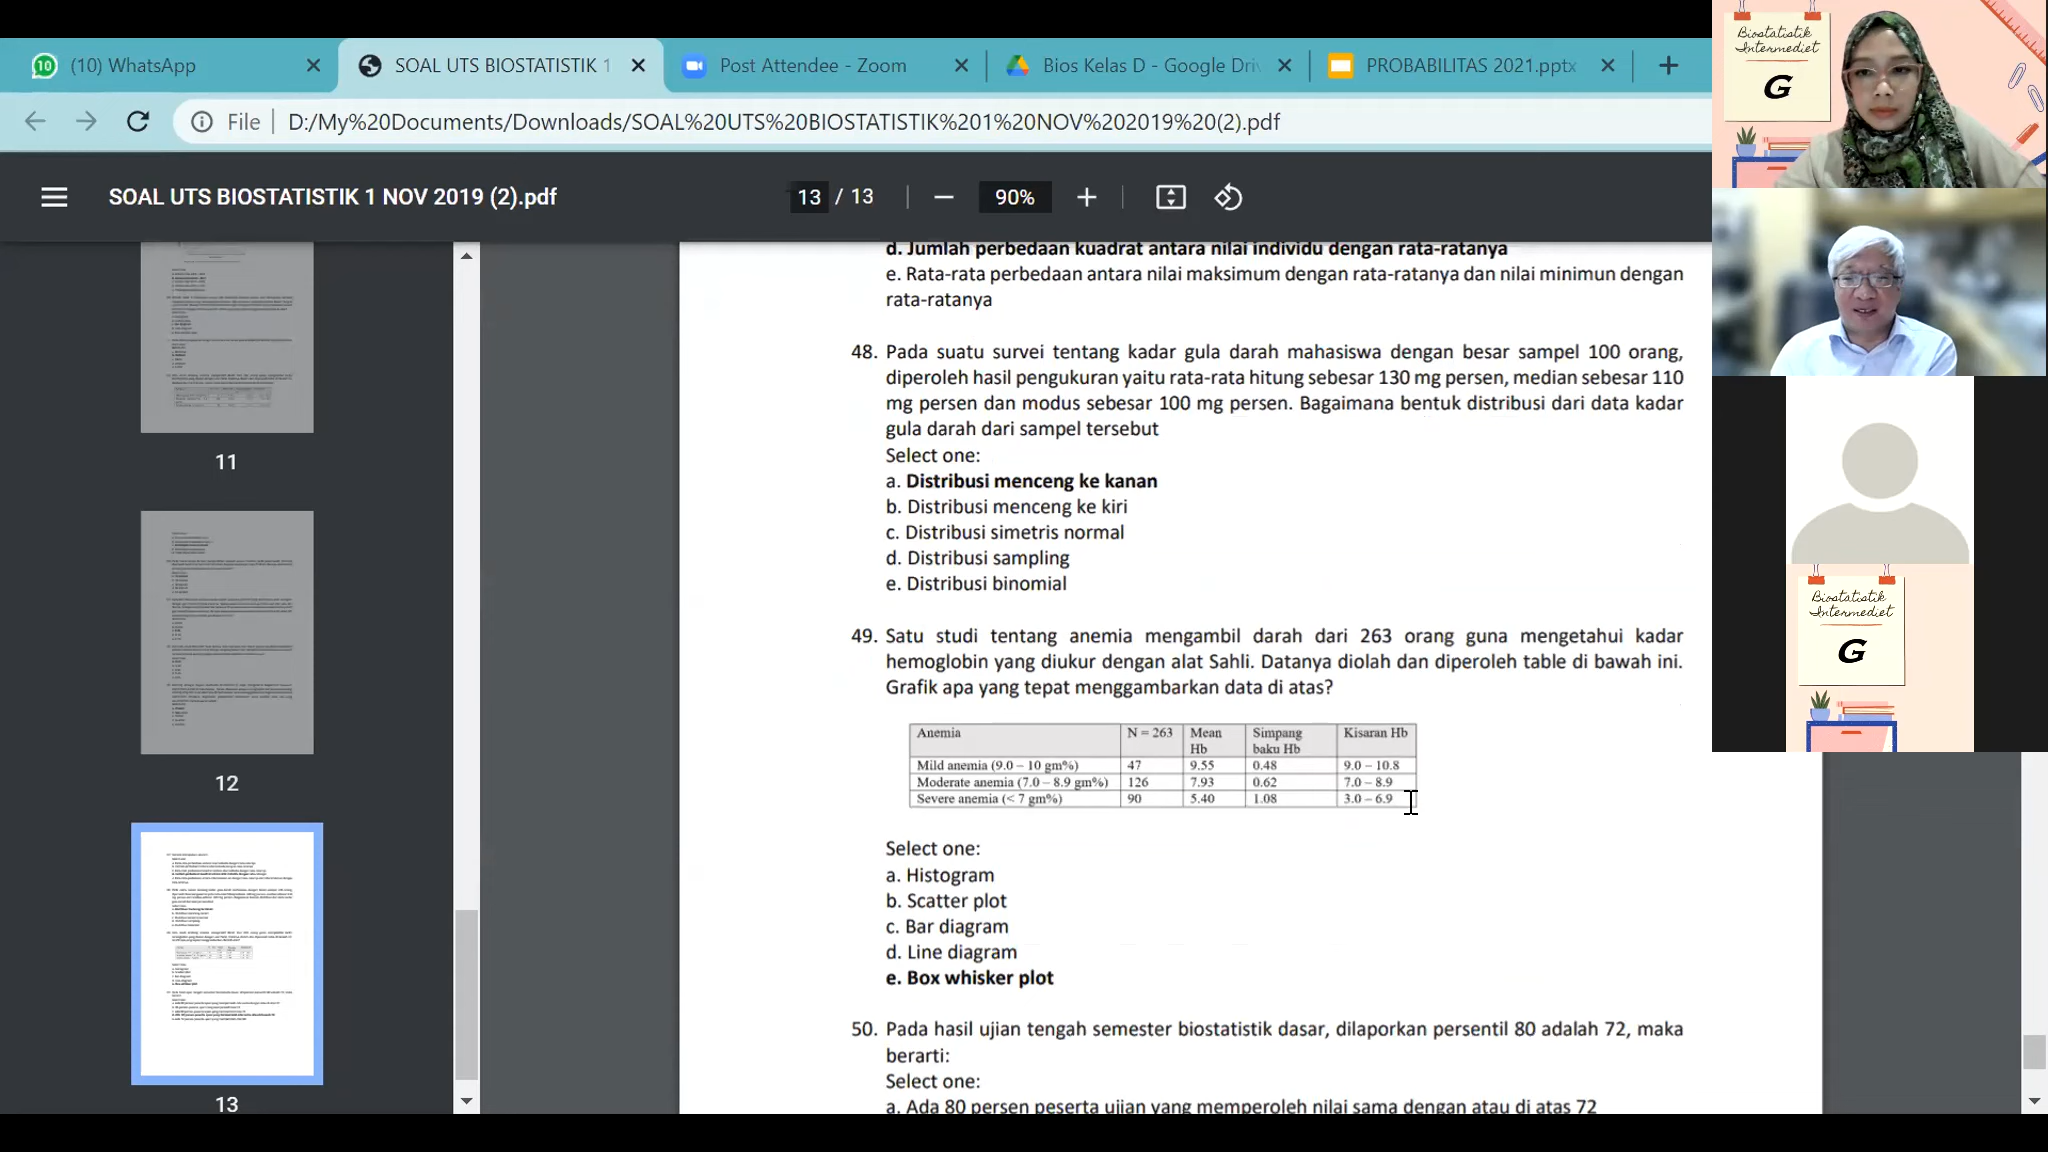 (10) WhatsApp
SOAL UTS BIOSTATISTIK 1
Post Attendee - Zoom
Bios Kelas D - Google Driv
PROBABILITAS 2021.pptx
File
D:/My%20Documents/Downloads/SOAL%20UTS%20BIOSTATISTIK%201%20NOV%202019%20(2).pdf
SOAL UTS BIOSTATISTIK 1 NOV 2019 (2).pdf
13 / 13
90%
11
12
13
d. Jumlah perbedaan kuadrat antara nilai individu dengan rata-ratanya
e. Rata-rata perbedaan antara nilai maksimum dengan rata-ratanya dan nilai minimun dengan
rata-ratanya
48. Pada suatu survei tentang kadar gula darah mahasiswa dengan besar sampel 100 orang,
diperoleh hasil pengukuran yaitu rata-rata hitung sebesar 130 mg persen, median sebesar 110
mg persen dan modus sebesar 100 mg persen. Bagaimana bentuk distribusi dari data kadar
gula darah dari sampel tersebut
Select one:
a. Distribusi menceng ke kanan
b. Distribusi menceng ke kiri
c. Distribusi simetris normal
d. Distribusi sampling
e. Distribusi binomial
49. Satu studi tentang anemia mengambil darah dari 263 orang guna mengetahui kadar
hemoglobin yang diukur dengan alat Sahli. Datanya diolah dan diperoleh table di bawah ini.
Grafik apa yang tepat menggambarkan data di atas?
Anemia N = 263 Mean Hb Simpang baku Hb Kisaran Hb
Mild anemia (9.0 – 10 gm%) 47 9.55 0.48 9.0 – 10.8
Moderate anemia (7.0 – 8.9 gm%) 126 7.93 0.62 7.0 – 8.9
Severe anemia (< 7 gm%) 90 5.40 1.08 3.0 – 6.9
Select one:
a. Histogram
b. Scatter plot
c. Bar diagram
d. Line diagram
e. Box whisker plot
50. Pada hasil ujian tengah semester biostatistik dasar, dilaporkan persentil 80 adalah 72, maka
berarti:
Select one:
a. Ada 80 persen peserta ujian yang memperoleh nilai sama dengan atau di atas 72
Biostatistik
Intermediet
G
Biostatistik
Intermediet
G